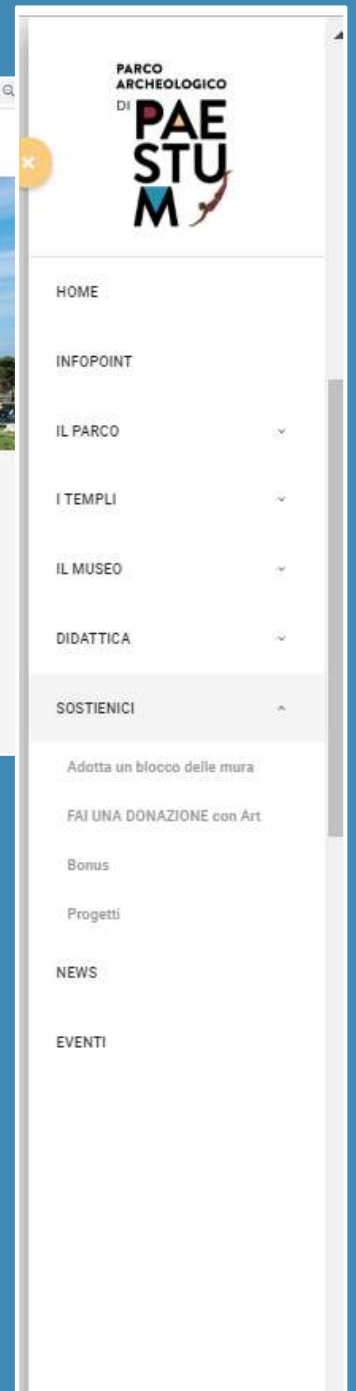 PARCO
ARCHEOLOGICO
DI PAE
STU
M
HOME
INFOPOINT
IL PARCO
I TEMPLI
IL MUSEO
DIDATTICA
SOSTIENICI
Adotta un blocco delle mura
FAI UNA DONAZIONE con Art
Bonus
Progetti
NEWS
EVENTI